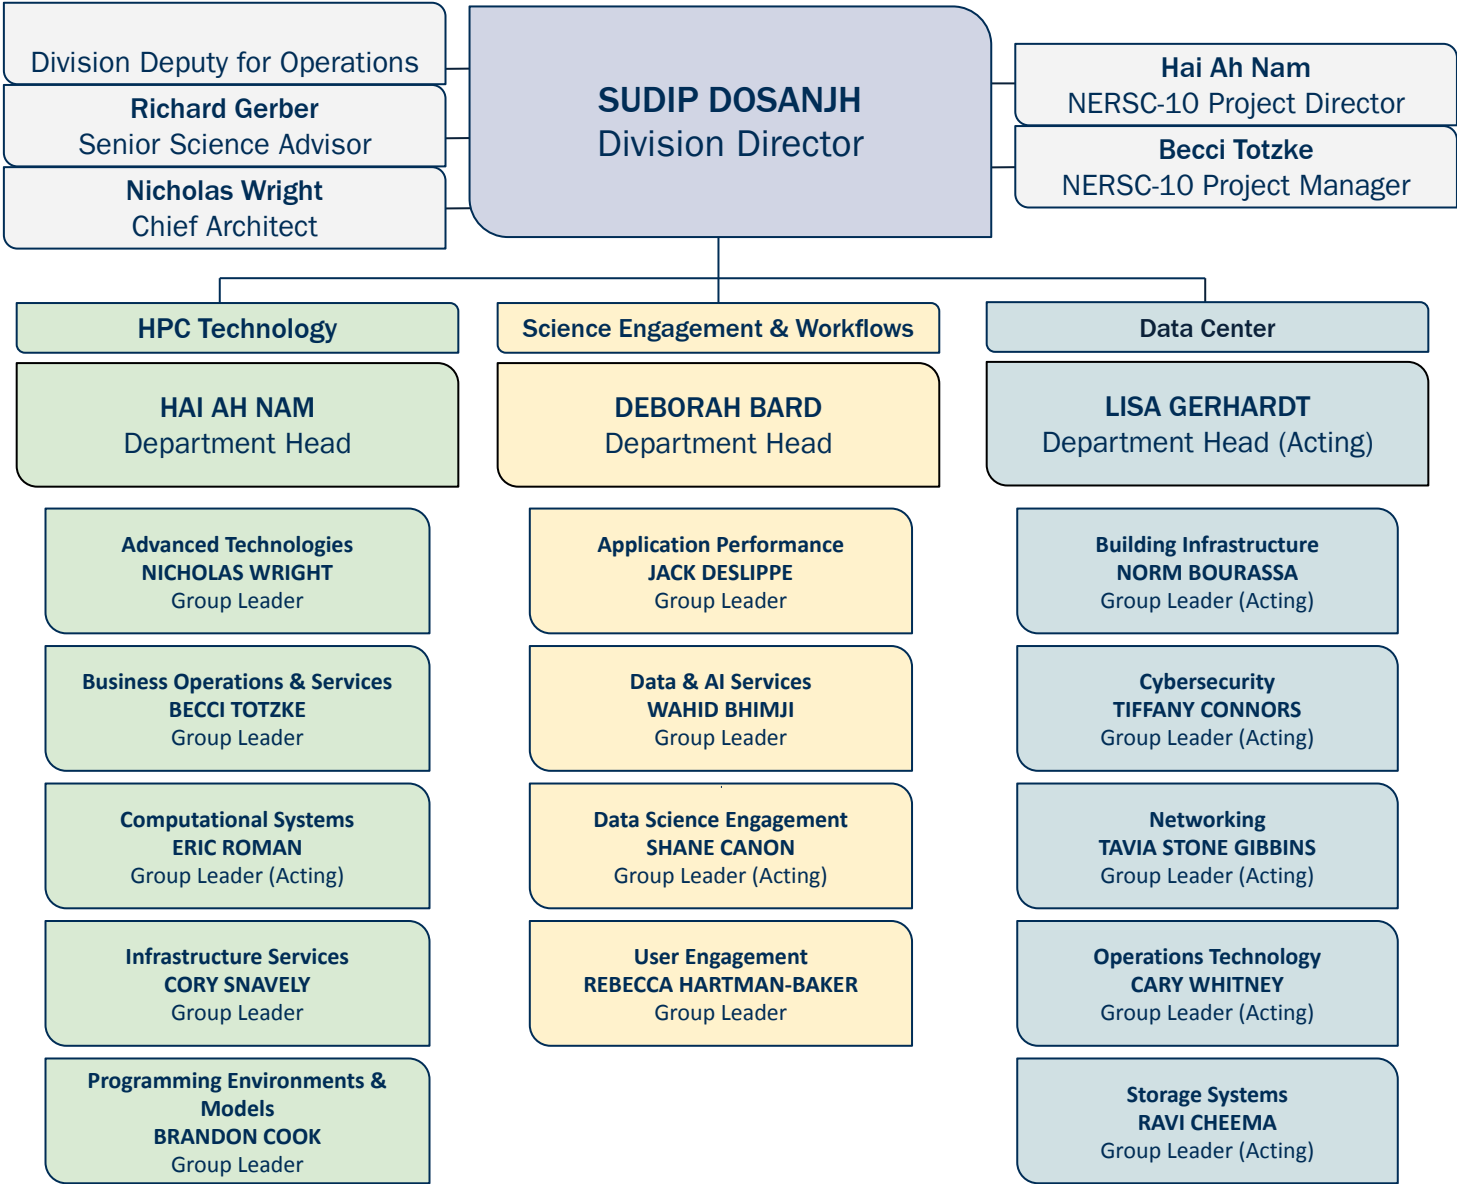 Division Deputy for Operations
Richard Gerber
Senior Science Advisor
Nicholas Wright
Chief Architect
SUDIP DOSANJH
Division Director
Hai Ah Nam
NERSC-10 Project Director
Becci Totzke
NERSC-10 Project Manager
HPC Technology
HAI AH NAM
Department Head
Advanced Technologies
NICHOLAS WRIGHT
Group Leader
Business Operations & Services
BECCI TOTZKE
Group Leader
Computational Systems
ERIC ROMAN
Group Leader (Acting)
Infrastructure Services
CORY SNAVELY
Group Leader
Programming Environments &
Models
BRANDON COOK
Group Leader
Science Engagement & Workflows
DEBORAH BARD
Department Head
Application Performance
JACK DESLIPPE
Group Leader
Data & AI Services
WAHID BHIMJI
Group Leader
Data Science Engagement
SHANE CANON
Group Leader (Acting)
User Engagement
REBECCA HARTMAN-BAKER
Group Leader
Data Center
LISA GERHARDT
Department Head (Acting)
Building Infrastructure
NORM BOURASSA
Group Leader (Acting)
Cybersecurity
TIFFANY CONNORS
Group Leader (Acting)
Networking
TAVIA STONE GIBBINS
Group Leader (Acting)
Operations Technology
CARY WHITNEY
Group Leader (Acting)
Storage Systems
RAVI CHEEMA
Group Leader (Acting)